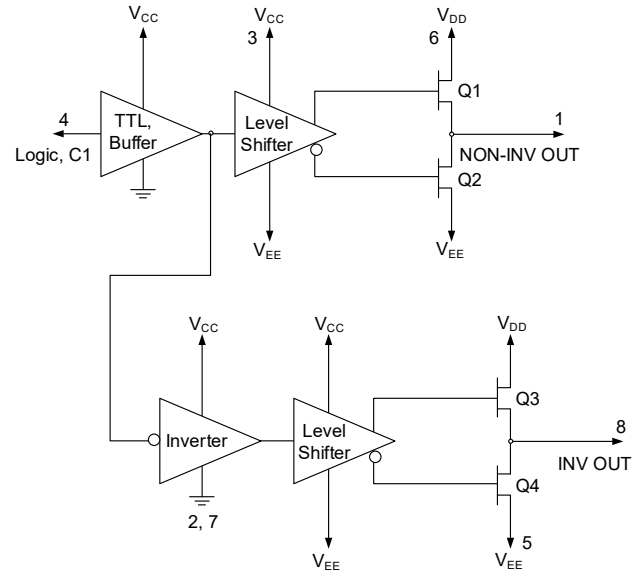 VCC
VCC
3
VDD
6
Q1
4
TTL,
Buffer
Level
Shifter
1
Logic, C1
NON-INV OUT
Q2
VEE
VEE
VCC
VCC
VDD
Q3
8
Inverter
Level
Shifter
INV OUT
Q4
2, 7
5
VEE
VEE